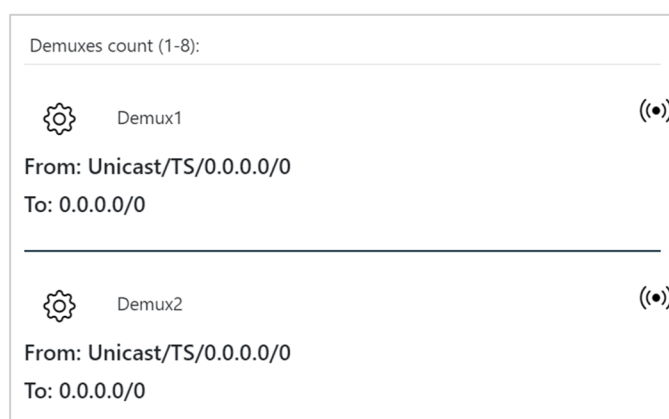 Demuxes count (1-8):
Demux1
From: Unicast/TS/0.0.0.0/0
To: 0.0.0.0/0
Demux2
From: Unicast/TS/0.0.0.0/0
To: 0.0.0.0/0